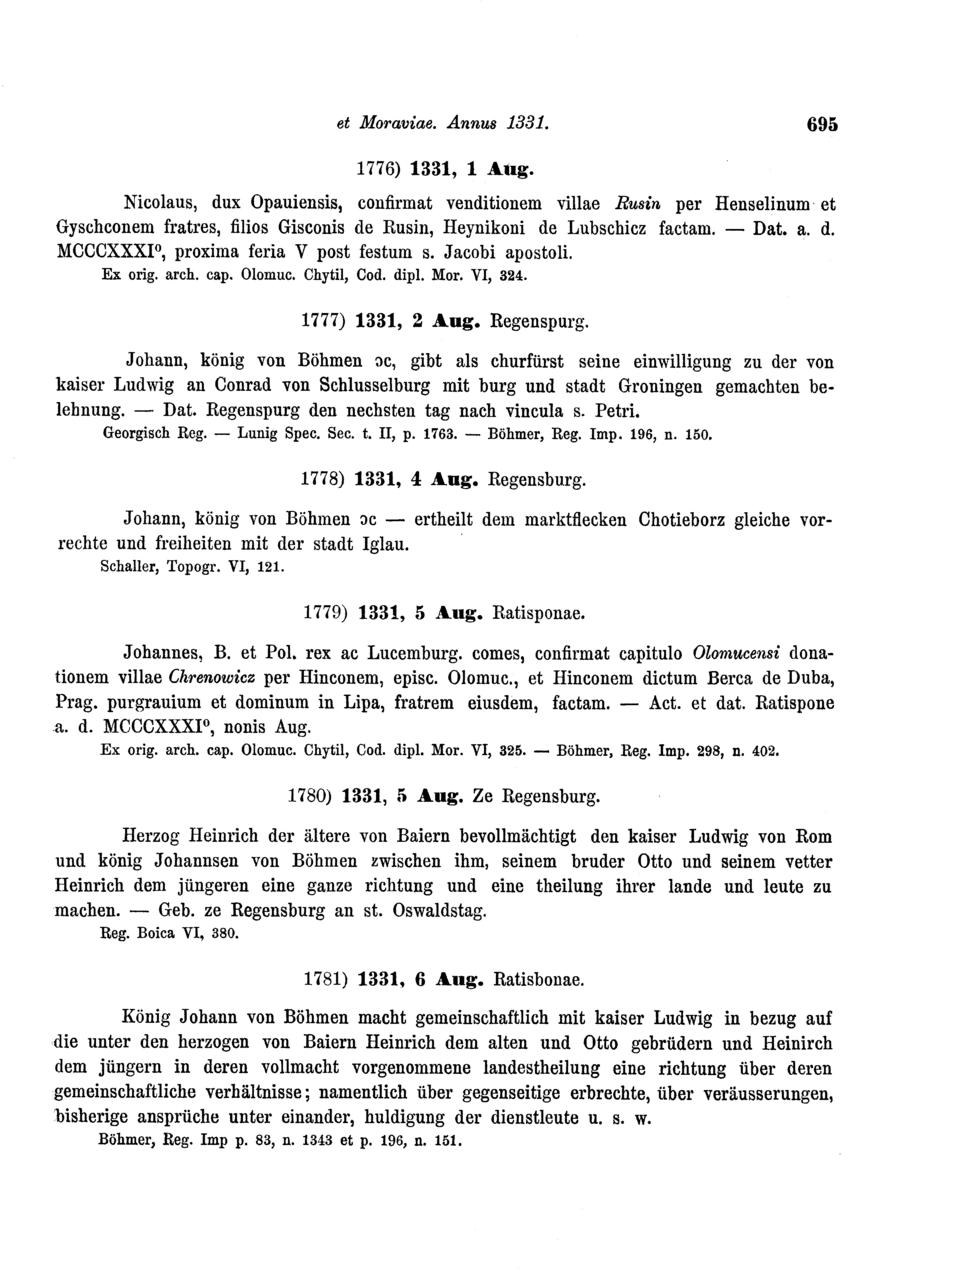 et Moraviae. Annus 1331. 695
1776) 1331, 1 Aug.
Nicolaus, dux Opauiensis, confirmat venditionem villae Rusin per Henselinum et
Gyschconem fratres, filios Gisconis de Rusin, Heynikoni de Lubschicz factam. — Dat. a. d.
MCCCXXXI⁰, proxima feria V post festum s. Jacobi apostoli.
Ex orig. arch. cap. Olomuc. Chytil, Cod. dipl. Mor. VI, 324.
1777) 1331, 2 Aug. Regenspurg.
Johann, könig von Böhmen ɔc, gibt als churfürst seine einwilligung zu der von
kaiser Ludwig an Conrad von Schlusselburg mit burg und stadt Groningen gemachten be-
lehnung. — Dat. Regenspurg den nechsten tag nach vincula s. Petri.
Georgisch Reg. — Lunig Spec. Sec. t. II, p. 1763. — Böhmer, Reg. Imp. 196, n. 150.
1778) 1331, 4 Aug. Regensburg.
Johann, könig von Böhmen ɔc — ertheilt dem marktflecken Chotieborz gleiche vor-
rechte und freiheiten mit der stadt Iglau.
Schaller, Topogr. VI, 121.
1779) 1331, 5 Aug. Ratisponae.
Johannes, B. et Pol. rex ac Lucemburg. comes, confirmat capitulo Olomucensi dona-
tionem villae Chrenowicz per Hinconem, episc. Olomuc., et Hinconem dictum Berca de Duba,
Prag. purgrauium et dominum in Lipa, fratrem eiusdem, factam. — Act. et dat. Ratispone
a. d. MCCCXXXI⁰, nonis Aug.
Ex orig. arch. cap. Olomuc. Chytil, Cod. dipl. Mor. VI, 325. — Böhmer, Reg. Imp. 298, n. 402.
1780) 1331, 5 Aug. Ze Regensburg.
Herzog Heinrich der ältere von Baiern bevollmächtigt den kaiser Ludwig von Rom
und könig Johannsen von Böhmen zwischen ihm, seinem bruder Otto und seinem vetter
Heinrich dem jüngeren eine ganze richtung und eine theilung ihrer lande und leute zu
machen. — Geb. ze Regensburg an st. Oswaldstag.
Reg. Boica VI, 380.
1781) 1331, 6 Aug. Ratisbonae.
König Johann von Böhmen macht gemeinschaftlich mit kaiser Ludwig in bezug auf
die unter den herzogen von Baiern Heinrich dem alten und Otto gebrüdern und Heinirch
dem jüngern in deren vollmacht vorgenommene landestheilung eine richtung über deren
gemeinschaftliche verhältnisse; namentlich über gegenseitige erbrechte, über veräusserungen,
bisherige ansprüche unter einander, huldigung der dienstleute u. s. w.
Böhmer, Reg. Imp p. 83, n. 1343 et p. 196, n. 151.